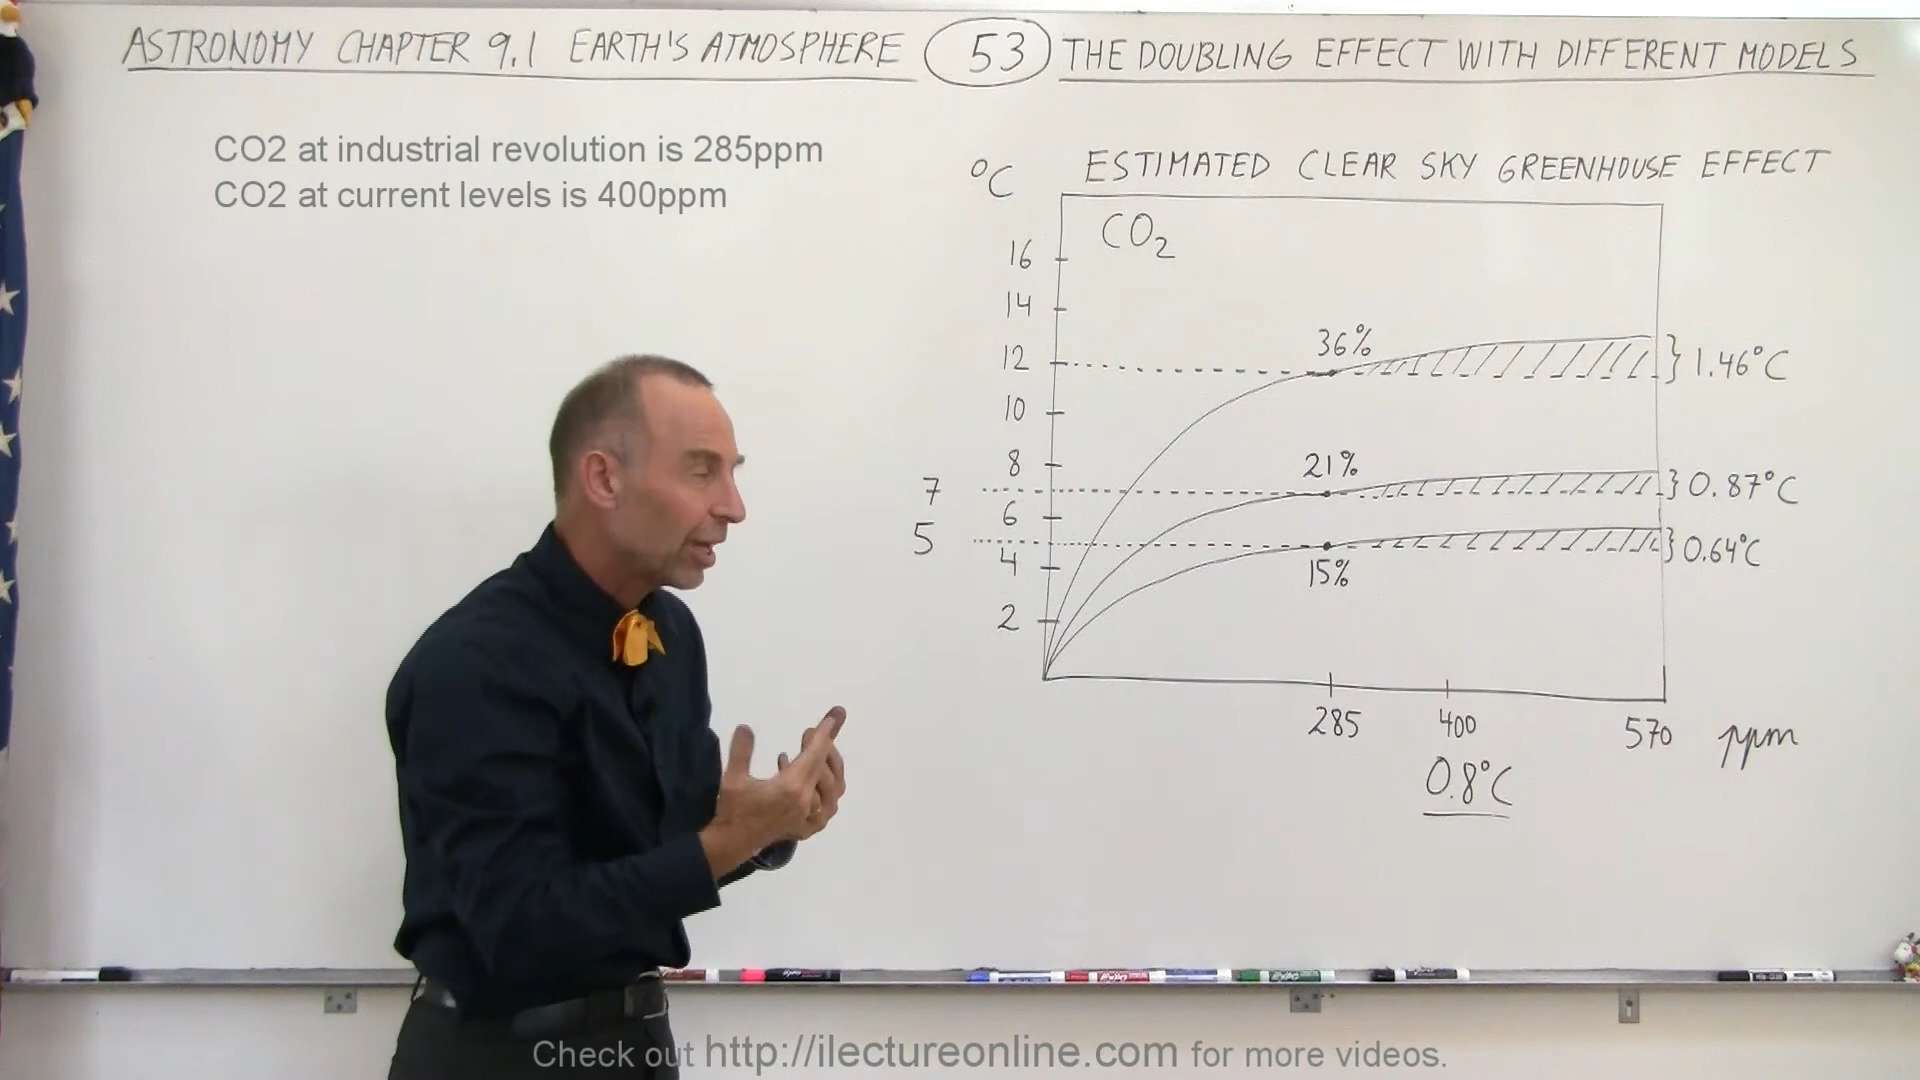 ASTRONOMY CHAPTER 9.1 EARTH'S ATMOSPHERE 53 THE DOUBLING EFFECT WITH DIFFERENT MODELS
CO2 at industrial revolution is 285ppm
CO2 at current levels is 400ppm
°C ESTIMATED CLEAR SKY GREENHOUSE EFFECT
CO2
16
14
36%
12
1.46°C
10
8
21%
7
0.87°C
6
5
0.64°C
4
15%
2
285 400 570 ppm
0.8°C
Check out http://ilectureonline.com for more videos.